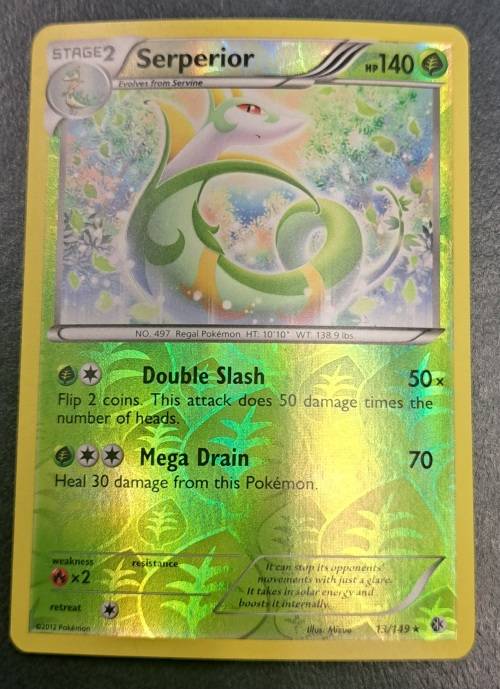 STAGE2
Serperior
HP140
Evolves from Servine
NO. 497 Regal Pokémon HT: 10'10" WT: 138.9 lbs.
Double Slash 50×
Flip 2 coins. This attack does 50 damage times the
number of heads.
Mega Drain 70
Heal 30 damage from this Pokémon.
weakness resistance
×2
It can stop its opponents'
movements with just a glare.
It takes in solar energy and
boosts it internally.
retreat
©2012 Pokémon
Illus. Mizue
13/149 ★